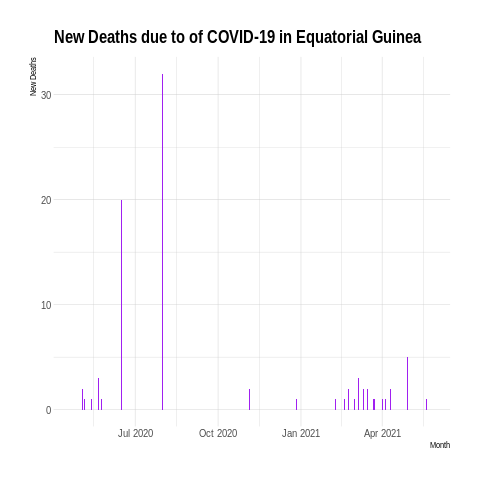 New Deaths due to of COVID-19 in Equatorial Guinea
New Deaths
30
20
10
0
Jul 2020 Oct 2020 Jan 2021 Apr 2021
Month